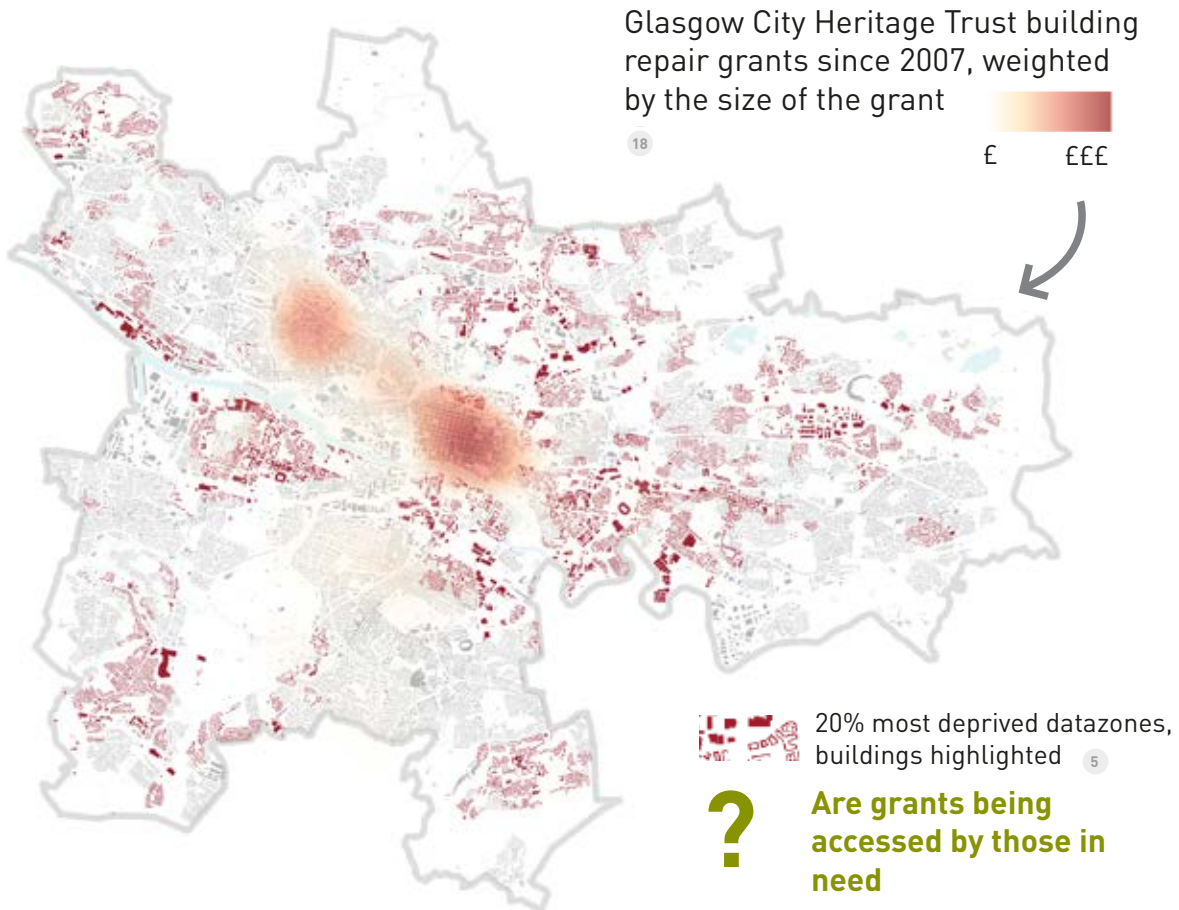 Glasgow City Heritage Trust building
repair grants since 2007, weighted
by the size of the grant
18
£ £££
20% most deprived datazones,
buildings highlighted 5
? Are grants being
accessed by those in
need